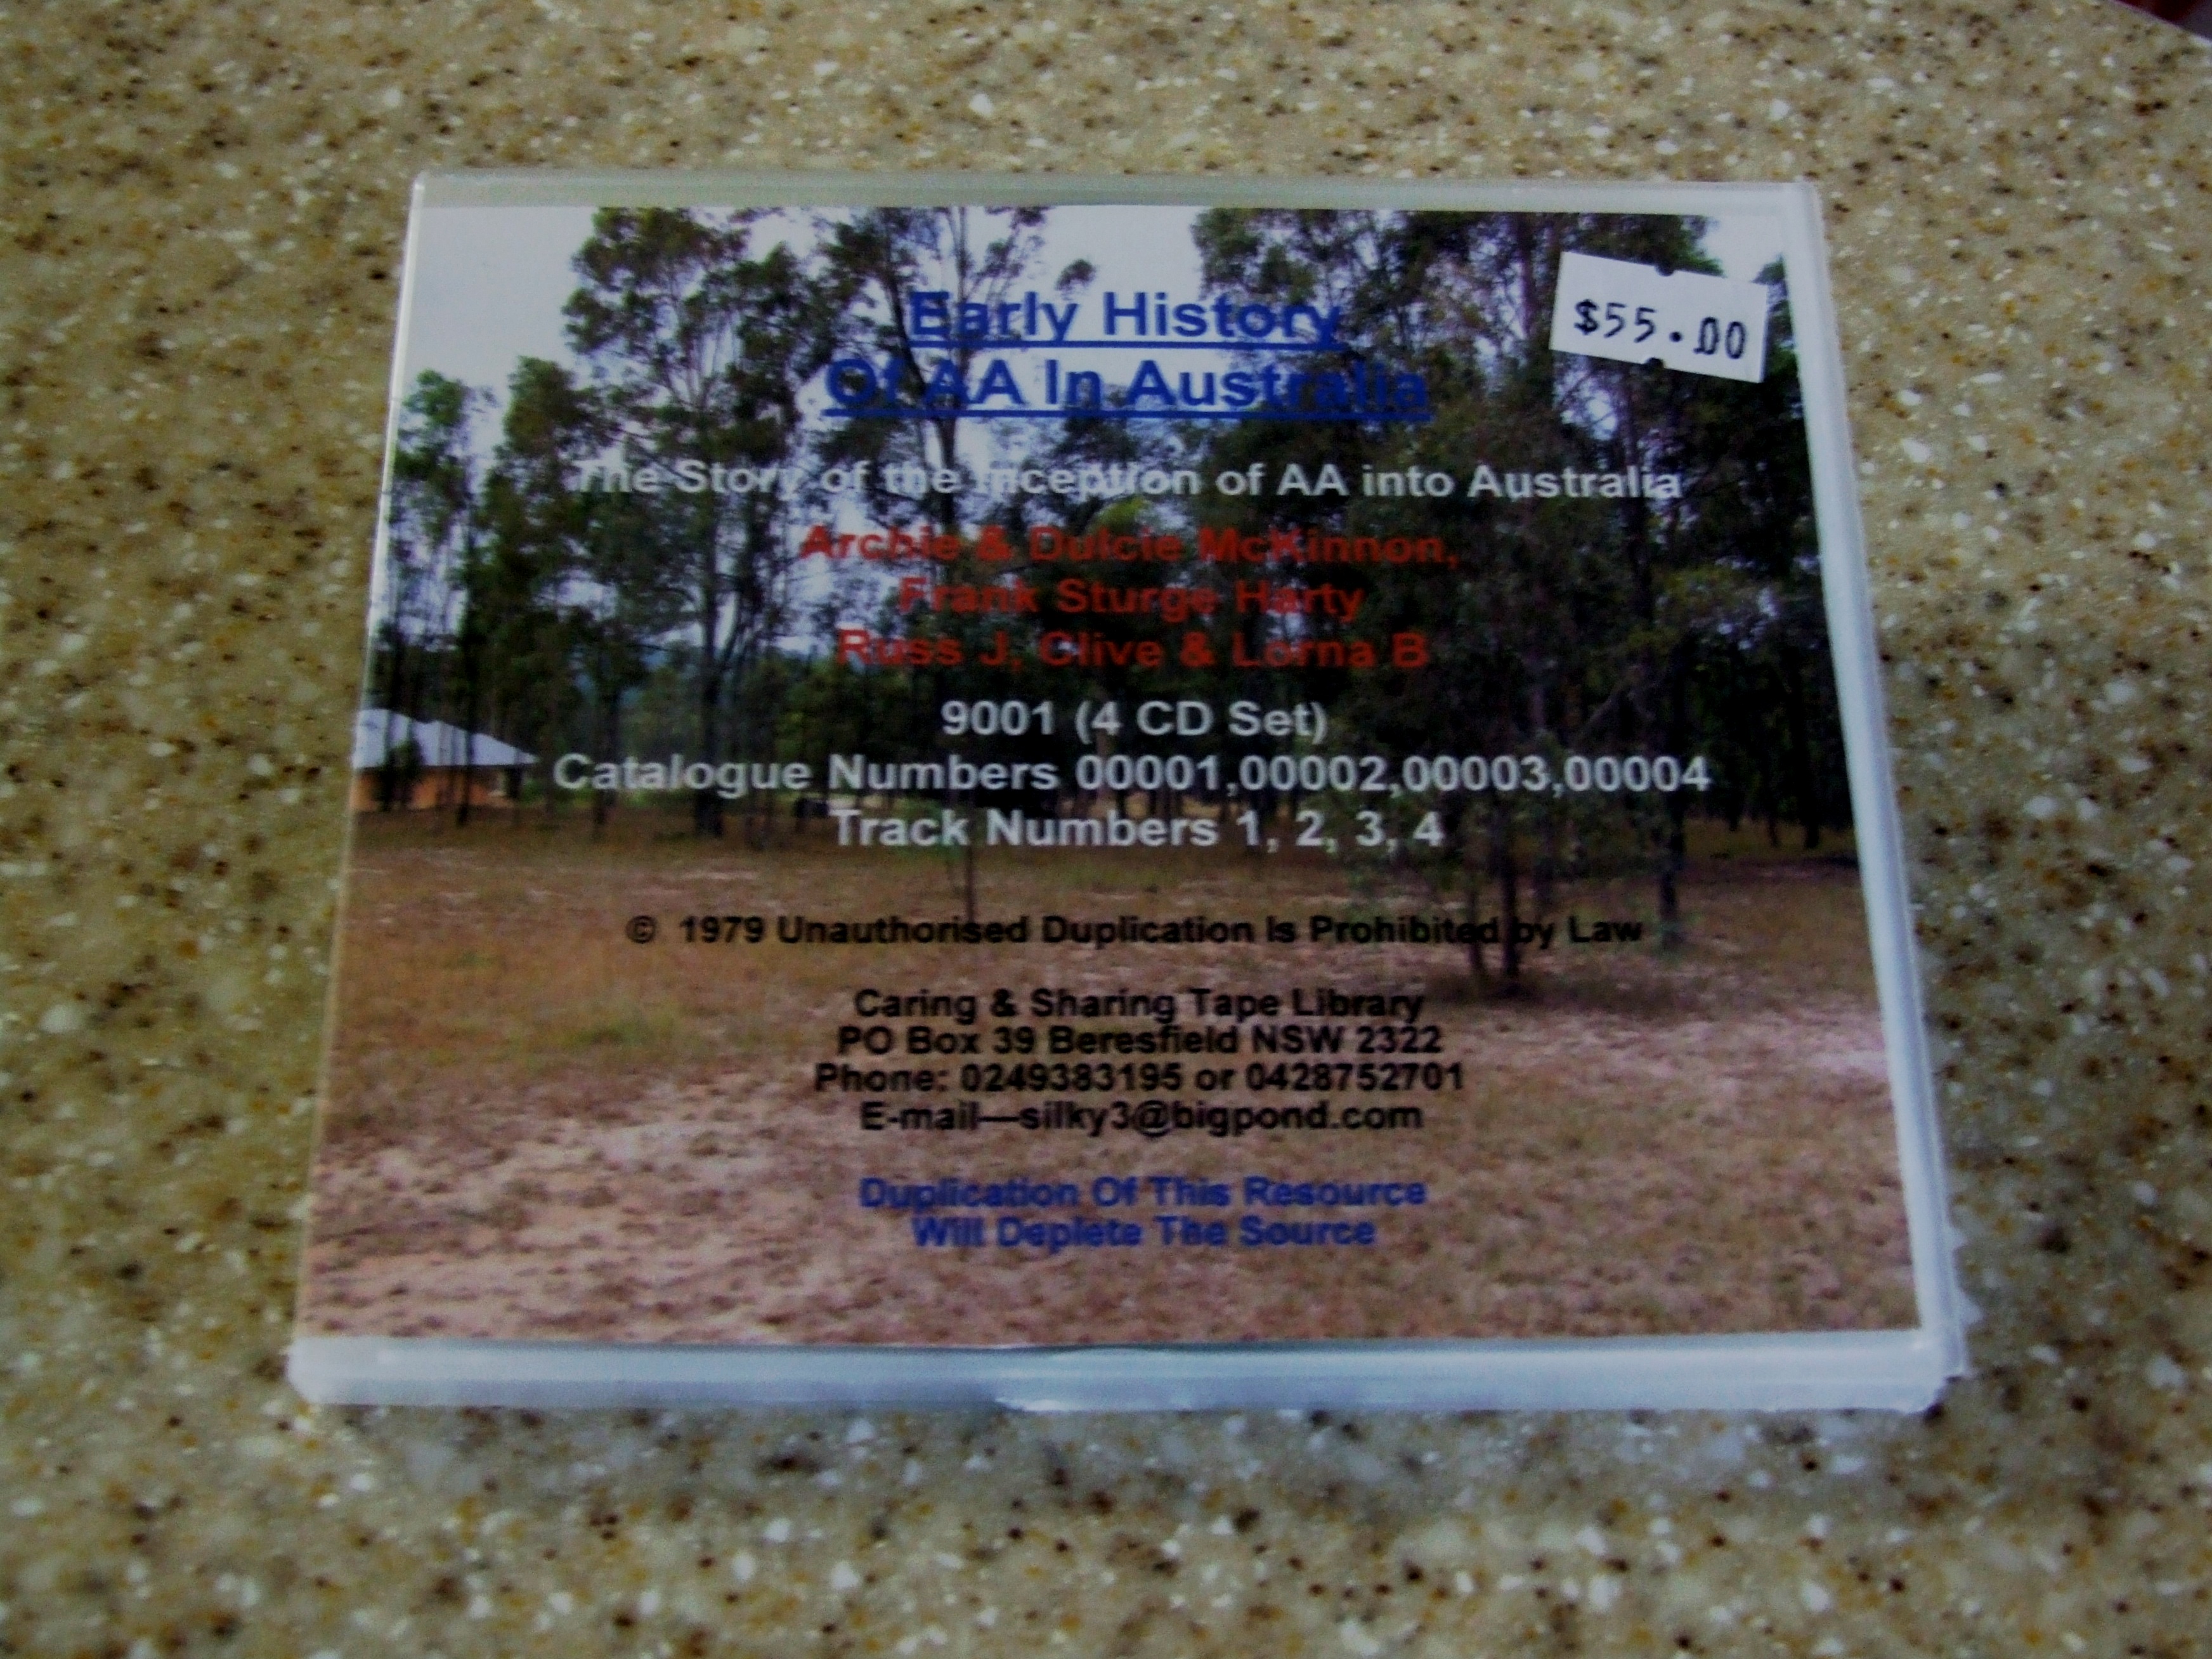 Early History
Of AA In Australia
$55.00
The Story of the Inception of AA into Australia
Archie & Dulcie McKinnon,
Frank Sturge Harty
Russ J, Clive & Lorna B
9001 (4 CD Set)
Catalogue Numbers 00001,00002,00003,00004
Track Numbers 1, 2, 3, 4
© 1979 Unauthorised Duplication Is Prohibited by Law
Caring & Sharing Tape Library
PO Box 39 Beresfield NSW 2322
Phone: 0249383195 or 0428752701
E-mail—silky3@bigpond.com
Duplication Of This Resource
Will Deplete The Source